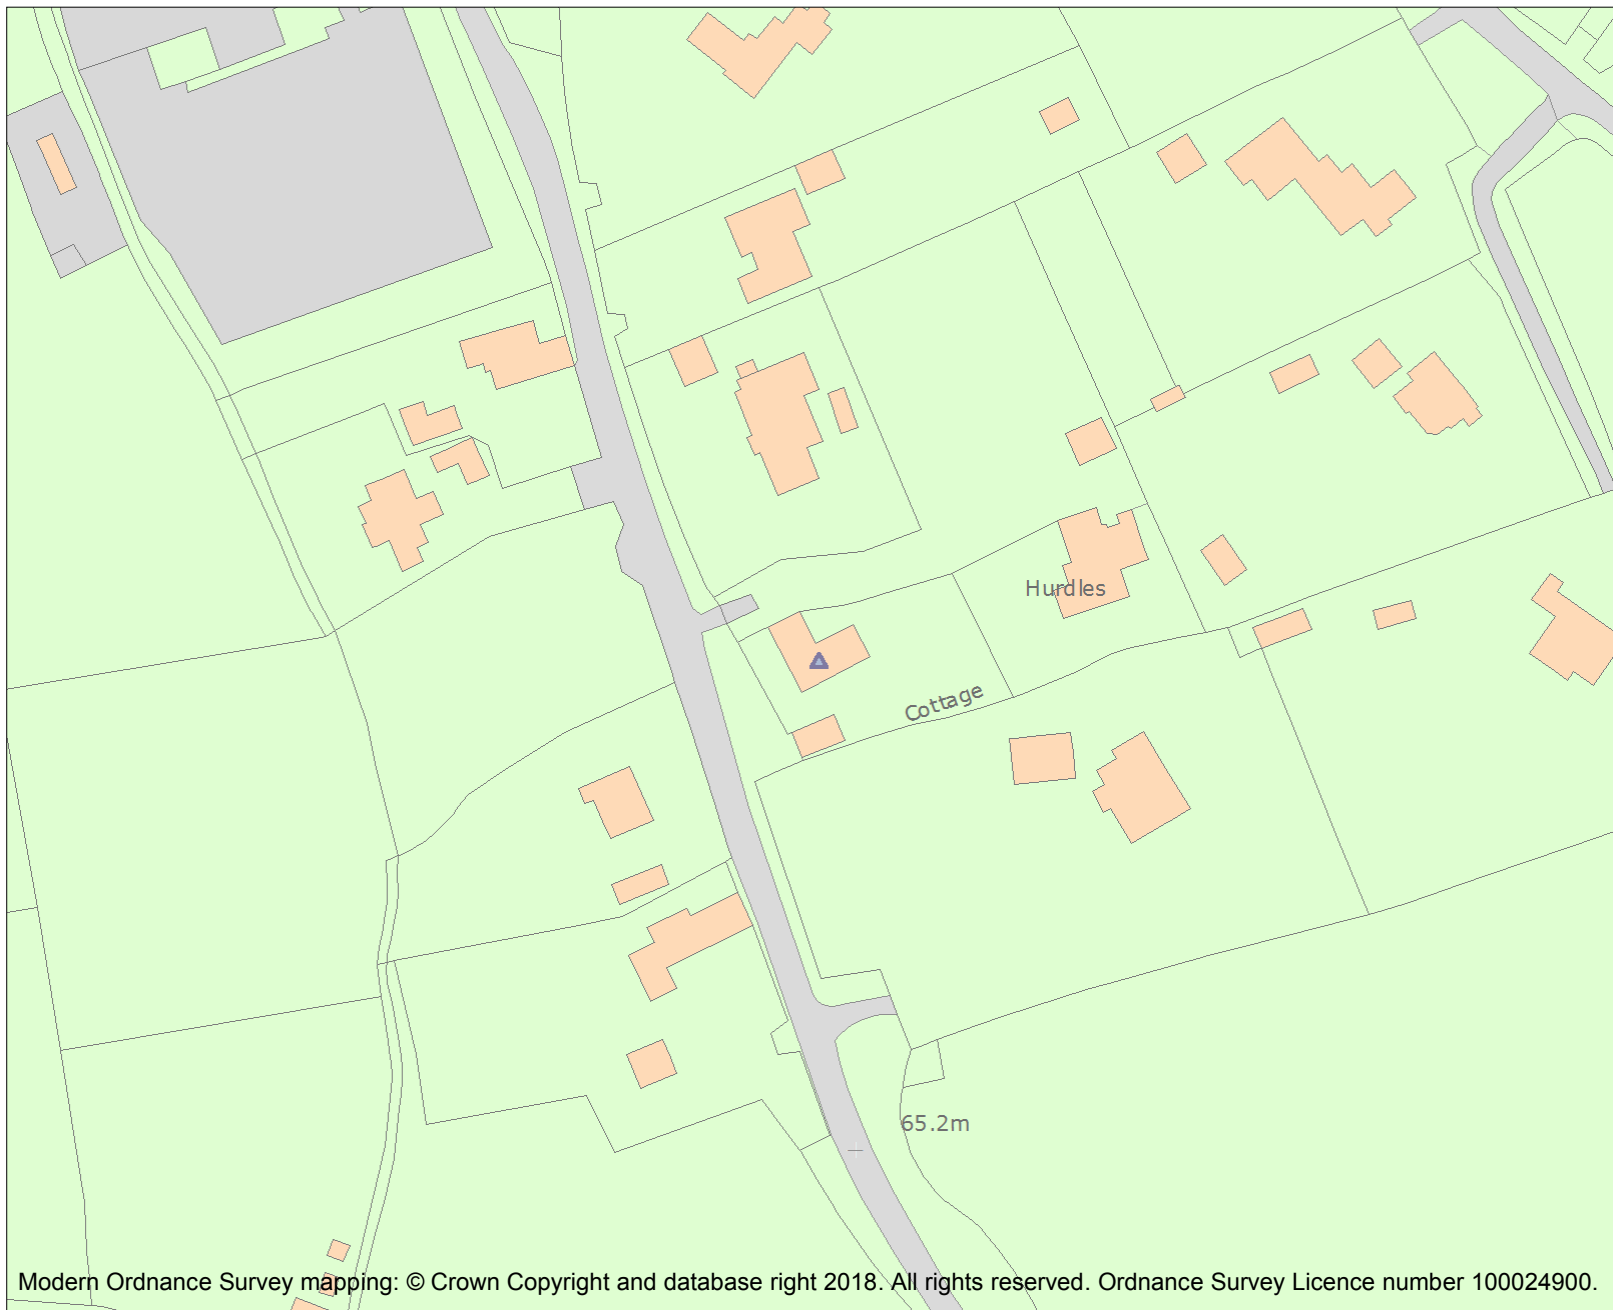 Hurdles
Cottage
65.2m
Modern Ordnance Survey mapping: © Crown Copyright and database right 2018. All rights reserved. Ordnance Survey Licence number 100024900.